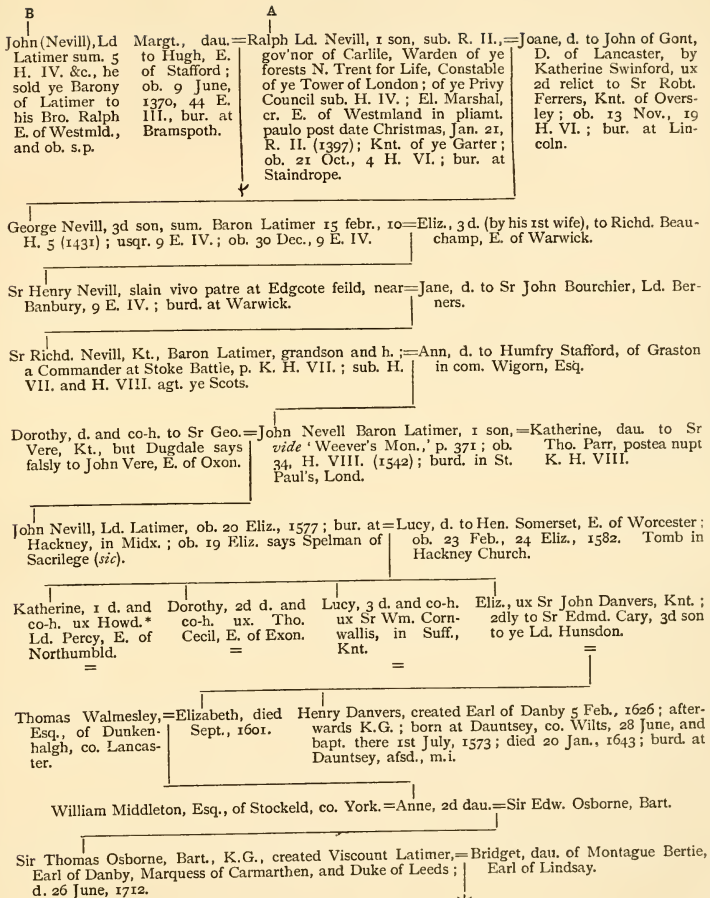 B
A
John (Nevill), Ld
Latimer sum. 5
H. IV. &c., he
sold ye Barony
of Latimer to
his Bro. Ralph
E. of Westmld.,
and ob. s.p.
Margt., dau.
to Hugh, E.
of Stafford ;
ob. 9 June,
1370, 44 E.
III., bur. at
Bramspoth.
=Ralph Ld. Nevill, 1 son, sub. R. II.,=
gov'nor of Carlile, Warden of ye
forests N. Trent for Life, Constable
of ye Tower of London ; of ye Privy
Council sub. H. IV. ; El. Marshal,
cr. E. of Westmland in pliamt.
paulo post date Christmas, Jan. 21,
R. II. (1397) ; Knt. of ye Garter ;
ob. 21 Oct., 4 H. VI. ; bur. at
Staindrope.
Joane, d. to John of Gont,
D. of Lancaster, by
Katherine Swinford, ux
2d relict to Sr Robt.
Ferrers, Knt. of Overs-
ley ; ob. 13 Nov., 19
H. VI. ; bur. at Lin-
coln.
George Nevill, 3d son, sum. Baron Latimer 15 febr., 10=
H. 5 (1431) ; usqr. 9 E. IV. ; ob. 30 Dec., 9 E. IV.
Eliz., 3 d. (by his 1st wife), to Richd. Beau-
champ, E. of Warwick.
Sr Henry Nevill, slain vivo patre at Edgcote feild, near=
Banbury, 9 E. IV. ; burd. at Warwick.
Jane, d. to Sr John Bourchier, Ld. Ber-
ners.
Sr Richd. Nevill, Kt., Baron Latimer, grandson and h. ;=
a Commander at Stoke Battle, p. K. H. VII. ; sub. H.
VII. and H. VIII. agt. ye Scots.
Ann, d. to Humfry Stafford, of Graston
in com. Wigorn, Esq.
Dorothy, d. and co-h. to Sr Geo.=
Vere, Kt., but Dugdale says
falsly to John Vere, E. of Oxon.
John Nevell Baron Latimer, 1 son,=
vide 'Weever's Mon.,' p. 371 ; ob.
34, H. VIII. (1542) ; burd. in St.
Paul's, Lond.
Katherine, dau. to Sr
Tho. Parr, postea nupt
K. H. VIII.
John Nevill, Ld. Latimer, ob. 20 Eliz., 1577 ; bur. at=
Hackney, in Midx. ; ob. 19 Eliz. says Spelman of
Sacrilege (sic).
Lucy, d. to Hen. Somerset, E. of Worcester ;
ob. 23 Feb., 24 Eliz., 1582. Tomb in
Hackney Church.
Katherine, 1 d. and
co-h. ux Howd.*
Ld. Percy, E. of
Northumbld.
=
Dorothy, 2d d. and
co-h. ux. Tho.
Cecil, E. of Exon.
=
Lucy, 3 d. and co-h.
ux Sr Wm. Corn-
wallis, in Suff.,
Knt.
=
Eliz., ux Sr John Danvers, Knt. ;
2dly to Sr Edmd. Cary, 3d son
to ye Ld. Hunsdon.
=
Thomas Walmesley,=
Esq., of Dunken-
halgh, co. Lancas-
ter.
Elizabeth, died
Sept., 1601.
Henry Danvers, created Earl of Danby 5 Feb., 1626 ; after-
wards K.G. ; born at Dauntsey, co. Wilts, 28 June, and
bapt. there 1st July, 1573 ; died 20 Jan., 1643 ; burd. at
Dauntsey, afsd., m.i.
William Middleton, Esq., of Stockeld, co. York.=Anne, 2d dau.=Sir Edw. Osborne, Bart.
Sir Thomas Osborne, Bart., K.G., created Viscount Latimer,=
Earl of Danby, Marquess of Carmarthen, and Duke of Leeds ;
d. 26 June, 1712.
Bridget, dau. of Montague Bertie,
Earl of Lindsay.